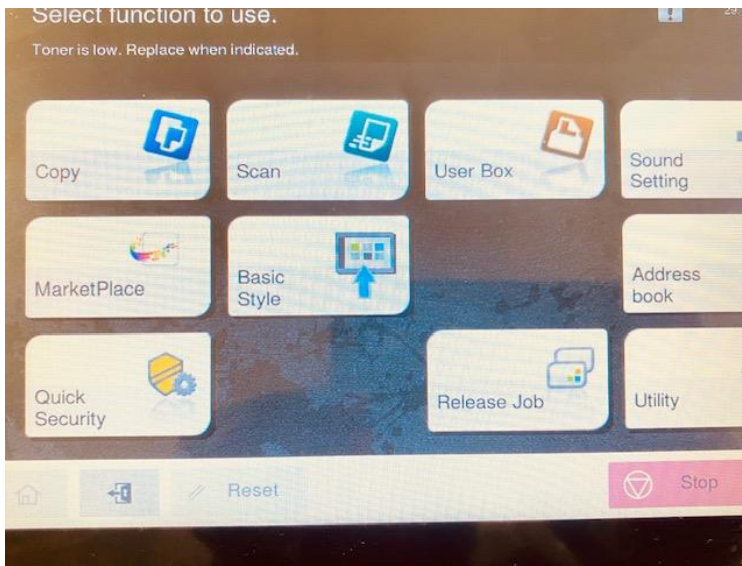 Select function to use.
Toner is low. Replace when indicated.
Copy
Scan
User Box
Sound
Setting
MarketPlace
Basic
Style
Address
book
Quick
Security
Release Job
Utility
Reset
Stop